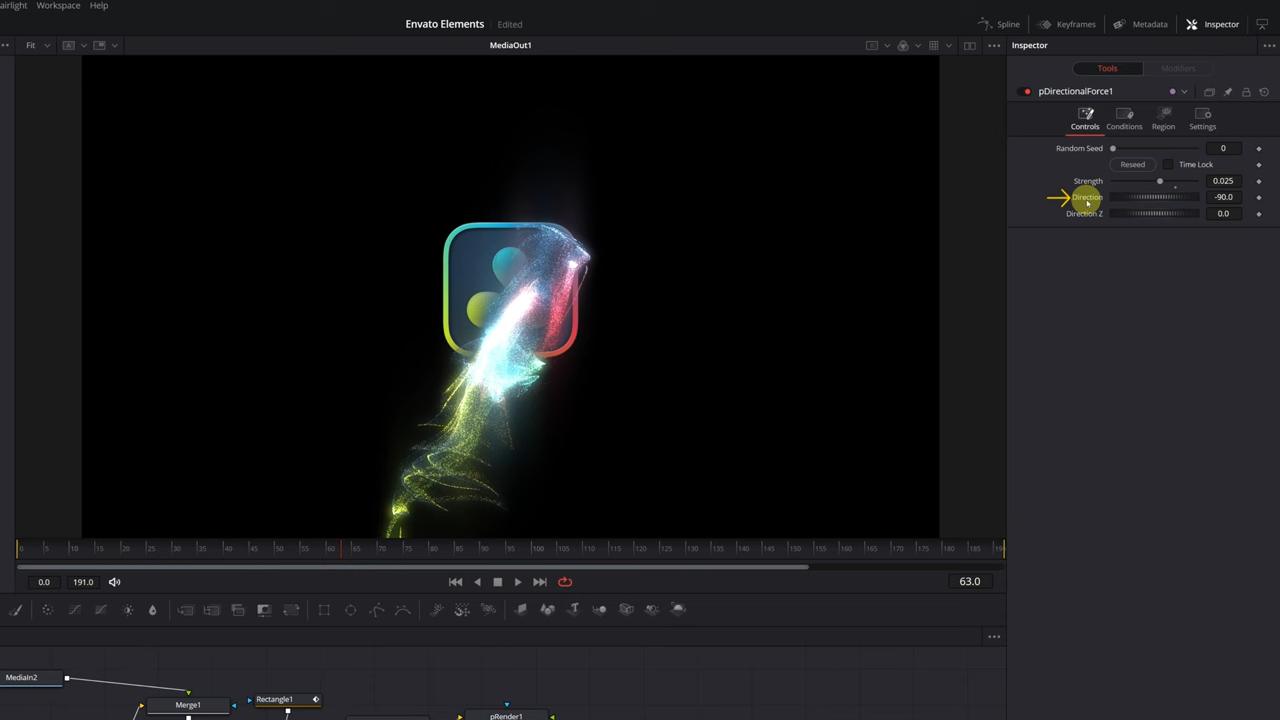 airlight Workspace Help
Envato Elements Edited
Spline Keyframes Metadata Inspector
Fit
MediaOut1
Inspector
Tools Modifiers
pDirectionalForce1
Controls Conditions Region Settings
Random Seed 0
Reseed Time Lock
Strength 0.025
Direction -90.0
Direction Z 0.0
0 5 10 15 20 25 30 35 40 45 50 55 60 65 70 75 80 85 90 95 100 105 110 115 120 125 130 135 140 145 150 155 160 165 170 175 180 185 19
0.0 191.0 63.0
MediaIn2
Merge1
Rectangle1
pRender1